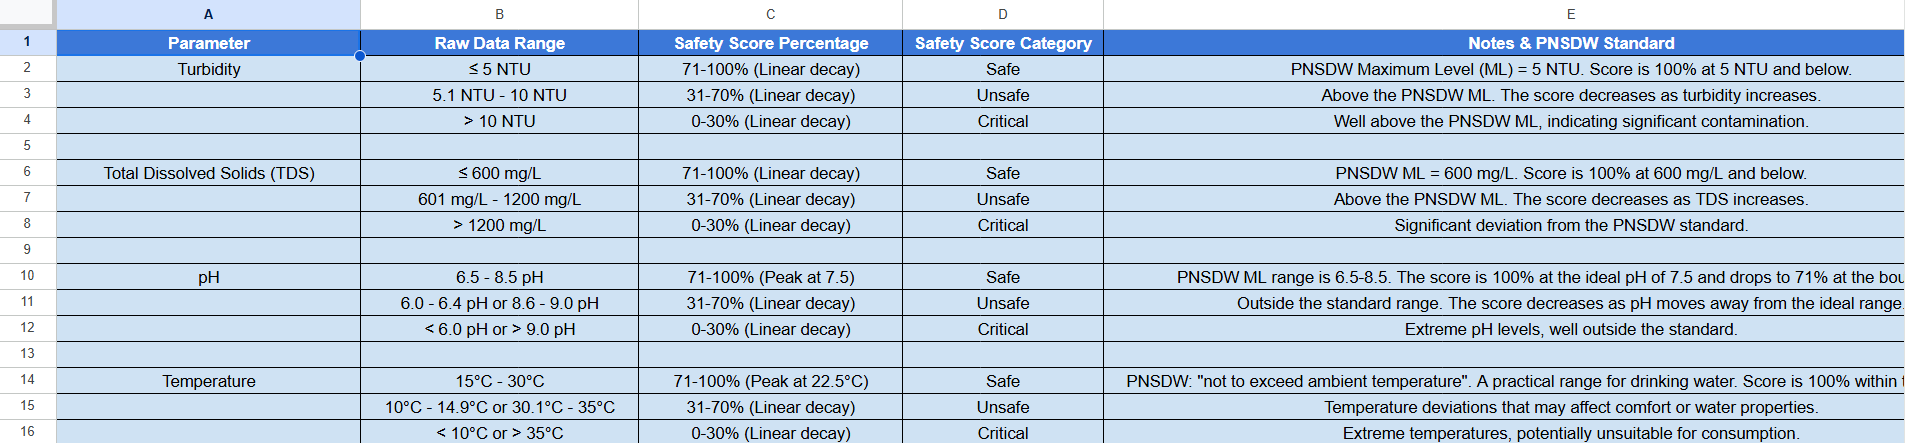 A B C D E
1 Parameter Raw Data Range Safety Score Percentage Safety Score Category Notes & PNSDW Standard
2 Turbidity ≤ 5 NTU 71-100% (Linear decay) Safe PNSDW Maximum Level (ML) = 5 NTU. Score is 100% at 5 NTU and below.
3 5.1 NTU - 10 NTU 31-70% (Linear decay) Unsafe Above the PNSDW ML. The score decreases as turbidity increases.
4 > 10 NTU 0-30% (Linear decay) Critical Well above the PNSDW ML, indicating significant contamination.
5
6 Total Dissolved Solids (TDS) ≤ 600 mg/L 71-100% (Linear decay) Safe PNSDW ML = 600 mg/L. Score is 100% at 600 mg/L and below.
7 601 mg/L - 1200 mg/L 31-70% (Linear decay) Unsafe Above the PNSDW ML. The score decreases as TDS increases.
8 > 1200 mg/L 0-30% (Linear decay) Critical Significant deviation from the PNSDW standard.
9
10 pH 6.5 - 8.5 pH 71-100% (Peak at 7.5) Safe PNSDW ML range is 6.5-8.5. The score is 100% at the ideal pH of 7.5 and drops to 71% at the bou
11 6.0 - 6.4 pH or 8.6 - 9.0 pH 31-70% (Linear decay) Unsafe Outside the standard range. The score decreases as pH moves away from the ideal range.
12 < 6.0 pH or > 9.0 pH 0-30% (Linear decay) Critical Extreme pH levels, well outside the standard.
13
14 Temperature 15°C - 30°C 71-100% (Peak at 22.5°C) Safe PNSDW: "not to exceed ambient temperature". A practical range for drinking water. Score is 100% within
15 10°C - 14.9°C or 30.1°C - 35°C 31-70% (Linear decay) Unsafe Temperature deviations that may affect comfort or water properties.
16 < 10°C or > 35°C 0-30% (Linear decay) Critical Extreme temperatures, potentially unsuitable for consumption.